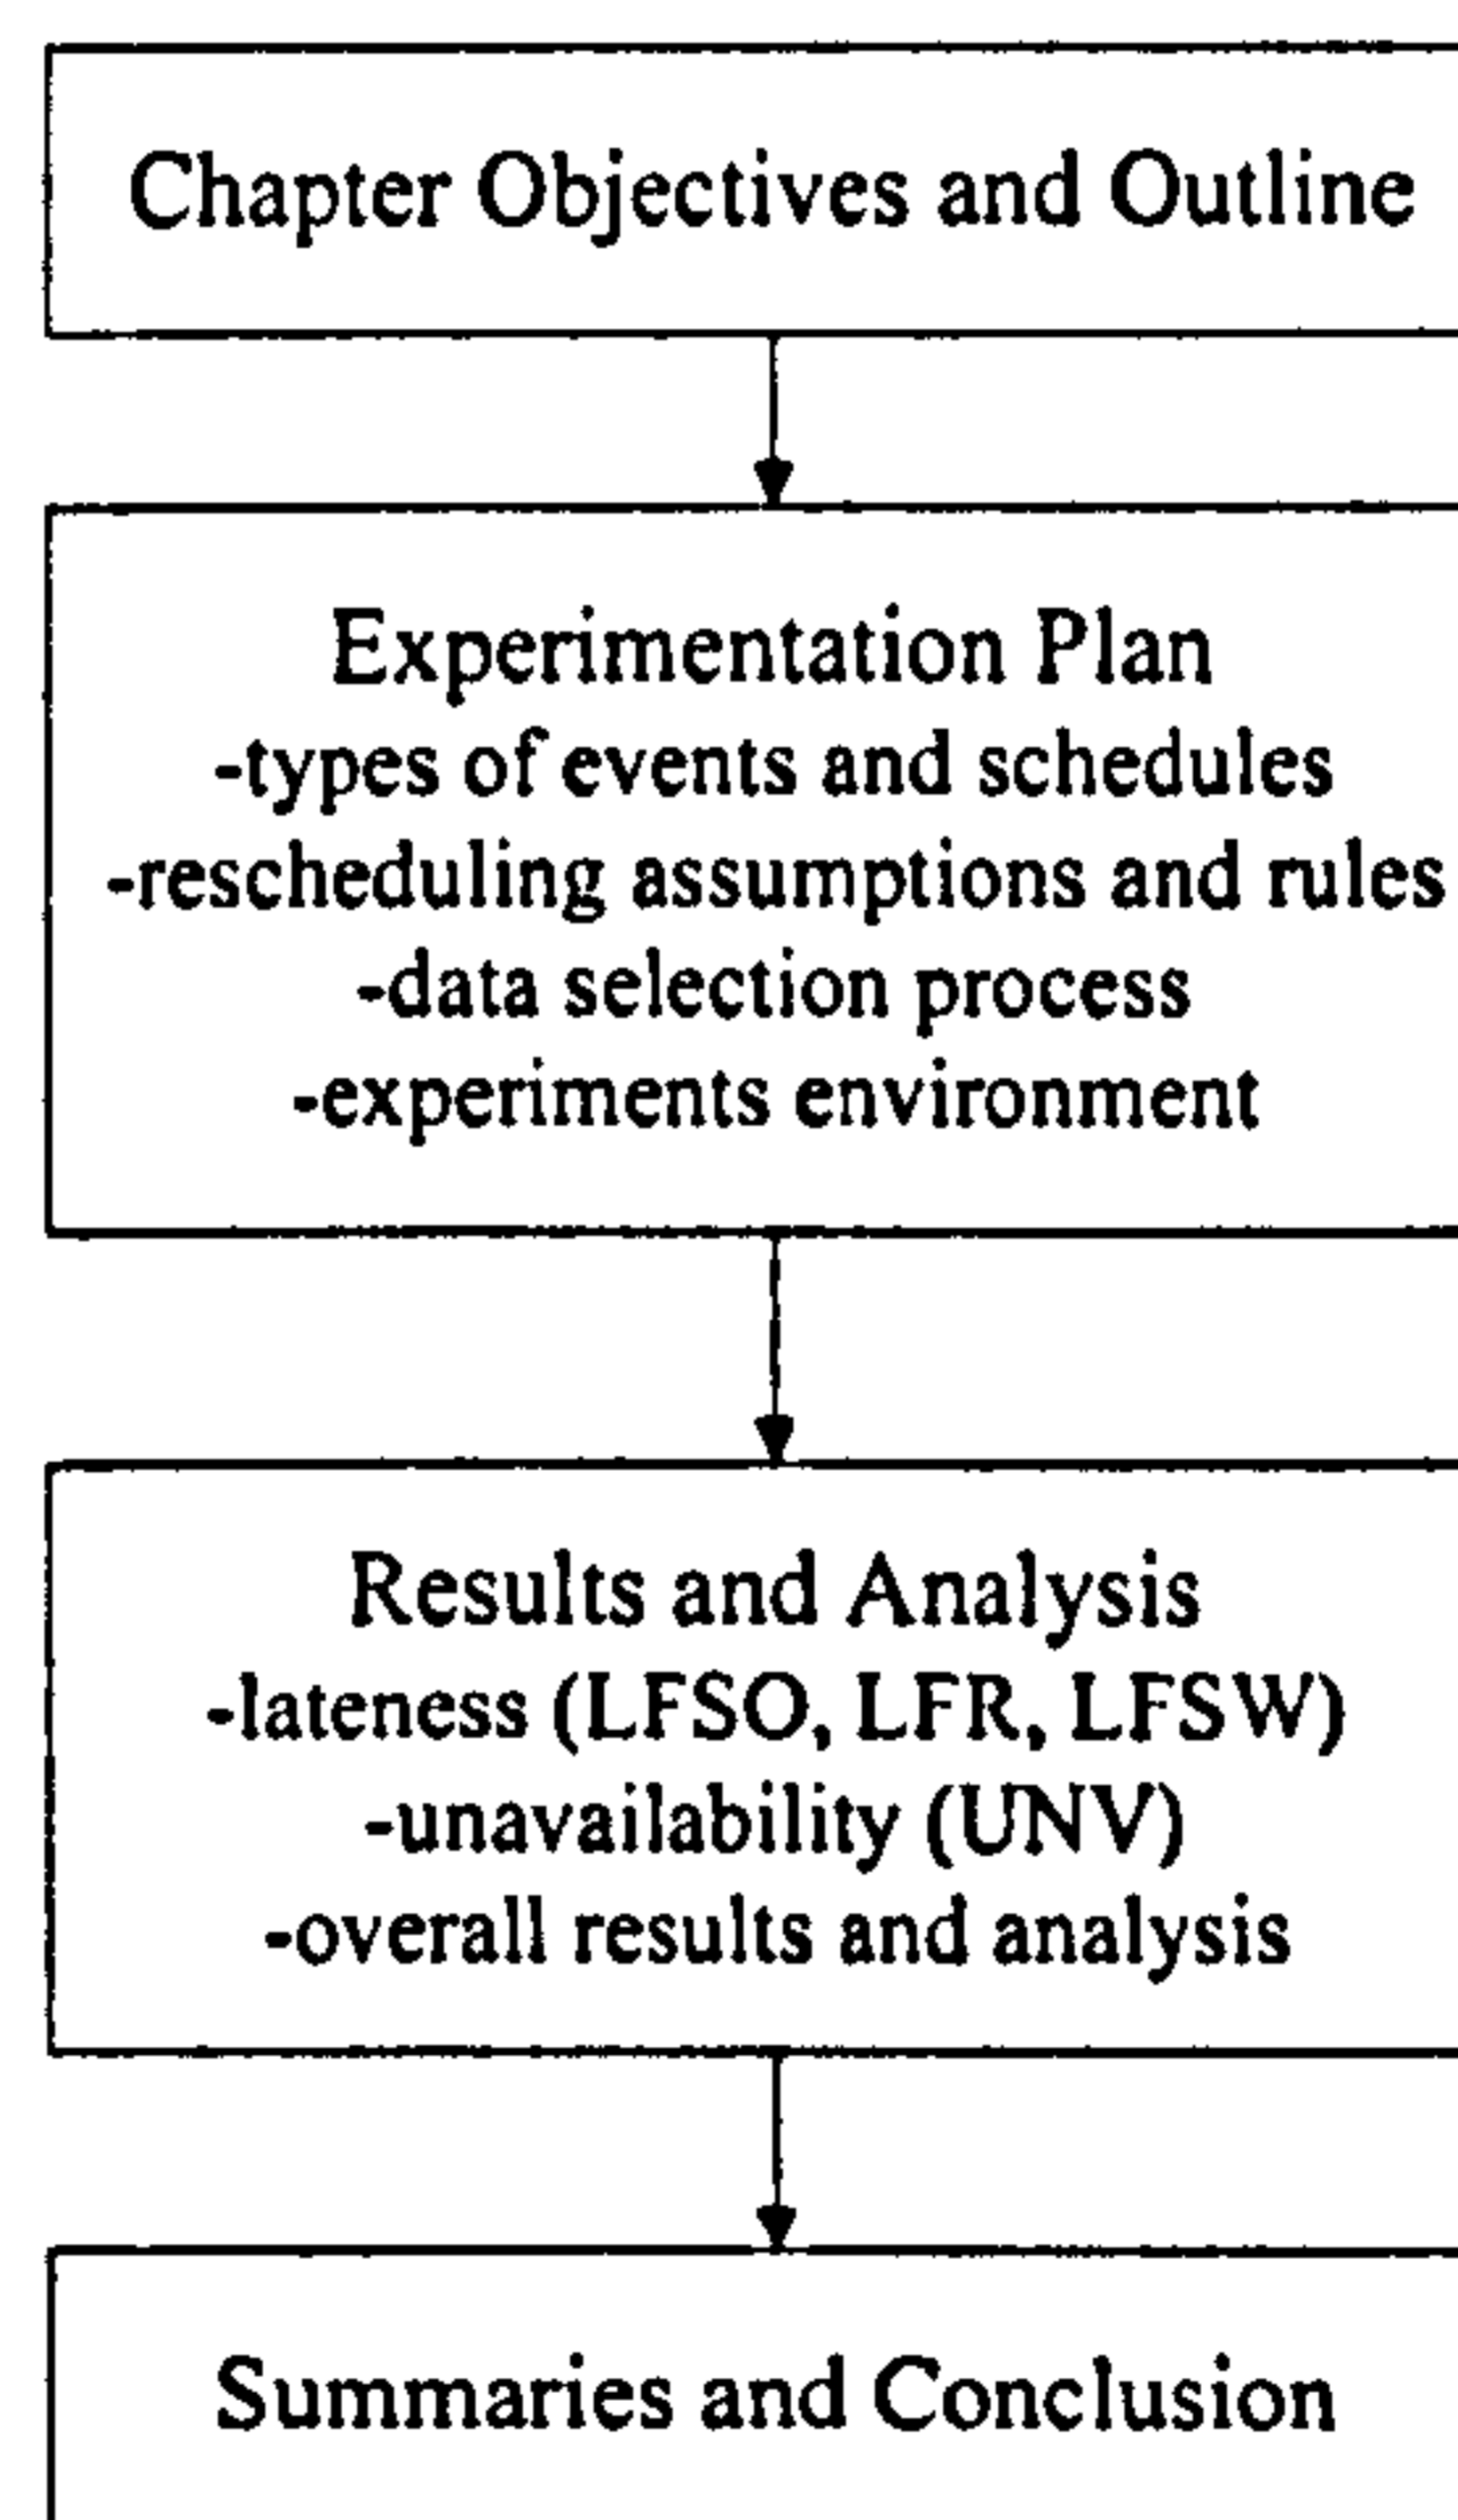 Chapter Objectives and Outline
Experimentation Plan
-types of events and schedules
-rescheduling assumptions and rules
-data selection process
-experiments environment
Results and Analysis
-lateness (LFSO, LFR, LFSW)
-unavailability (UNV)
-overall results and analysis
Summaries and Conclusion